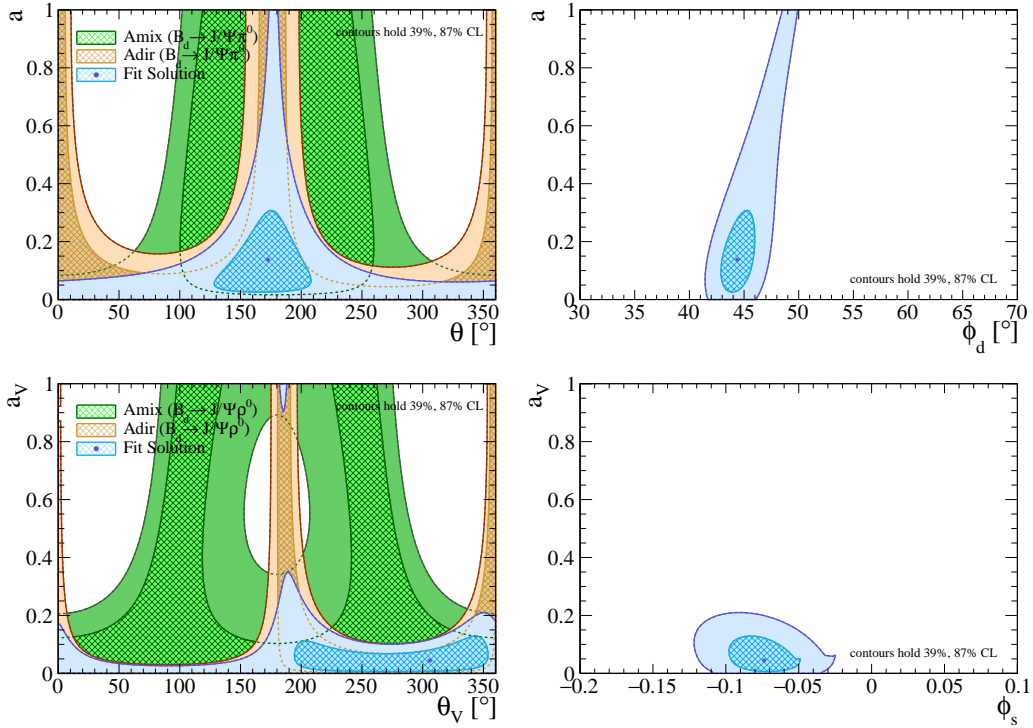 a
1
0.8
0.6
0.4
0.2
0
0 50 100 150 200 250 300 350
θ [°]
Amix (B_d → J/Ψπ^0)
Adir (B_d → J/Ψπ^0)
Fit Solution
contours hold 39%, 87% CL
a
1
0.8
0.6
0.4
0.2
0
30 35 40 45 50 55 60 65 70
ϕ_d [°]
contours hold 39%, 87% CL
a_V
1
0.8
0.6
0.4
0.2
0
0 50 100 150 200 250 300 350
θ_V [°]
Amix (B_d → J/Ψρ^0)
Adir (B_d → J/Ψρ^0)
Fit Solution
contours hold 39%, 87% CL
a_V
1
0.8
0.6
0.4
0.2
0
−0.2 −0.15 −0.1 −0.05 0 0.05 0.1
ϕ_s
contours hold 39%, 87% CL